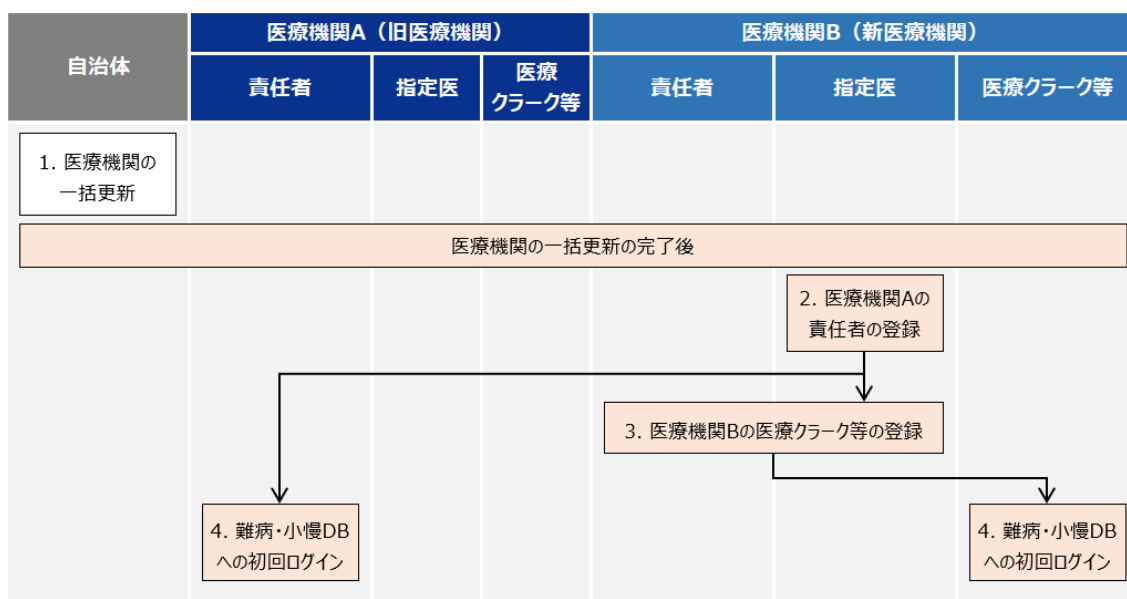 自治体
医療機関A（旧医療機関）
医療機関B（新医療機関）
責任者
指定医
医療
クラーク等
責任者
指定医
医療クラーク等
1. 医療機関の
一括更新
医療機関の一括更新の完了後
2. 医療機関Aの
責任者の登録
3. 医療機関Bの医療クラーク等の登録
4. 難病・小慢DB
への初回ログイン
4. 難病・小慢DB
への初回ログイン